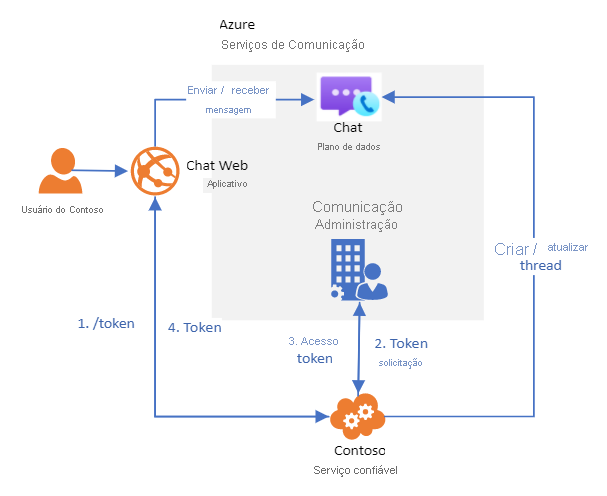 Azure
Serviços de Comunicação
Enviar / receber
mensagem
Chat
Plano de dados
Chat Web
Aplicativo
Usuário do Contoso
Comunicação
Administração
Criar / atualizar
thread
1. /token
4. Token
3. Acesso
token
2. Token
solicitação
Contoso
Serviço confiável